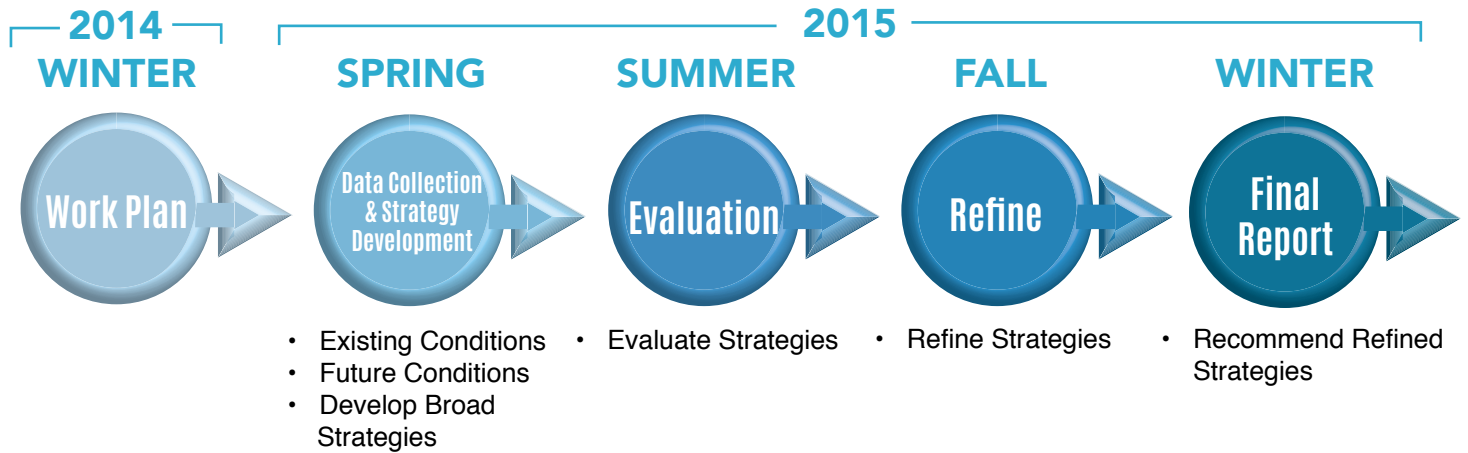 2014
2015
WINTER
SPRING
SUMMER
FALL
WINTER
Work Plan
Data Collection
& Strategy
Development
Evaluation
Refine
Final
Report
• Existing Conditions
• Future Conditions
• Develop Broad
Strategies
• Evaluate Strategies
• Refine Strategies
• Recommend Refined
Strategies